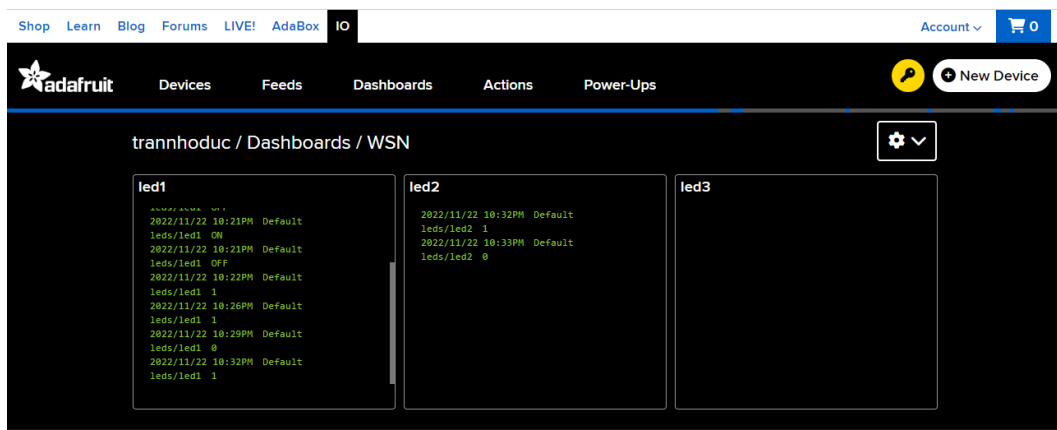 Shop Learn Blog Forums LIVE! AdaBox IO Account 0
adafruit Devices Feeds Dashboards Actions Power-Ups New Device
trannhoduc / Dashboards / WSN
led1
2022/11/22 10:21PM Default
leds/led1 ON
2022/11/22 10:21PM Default
leds/led1 OFF
2022/11/22 10:22PM Default
leds/led1 1
2022/11/22 10:26PM Default
leds/led1 1
2022/11/22 10:29PM Default
leds/led1 0
2022/11/22 10:32PM Default
leds/led1 1
led2
2022/11/22 10:32PM Default
leds/led2 1
2022/11/22 10:33PM Default
leds/led2 0
led3